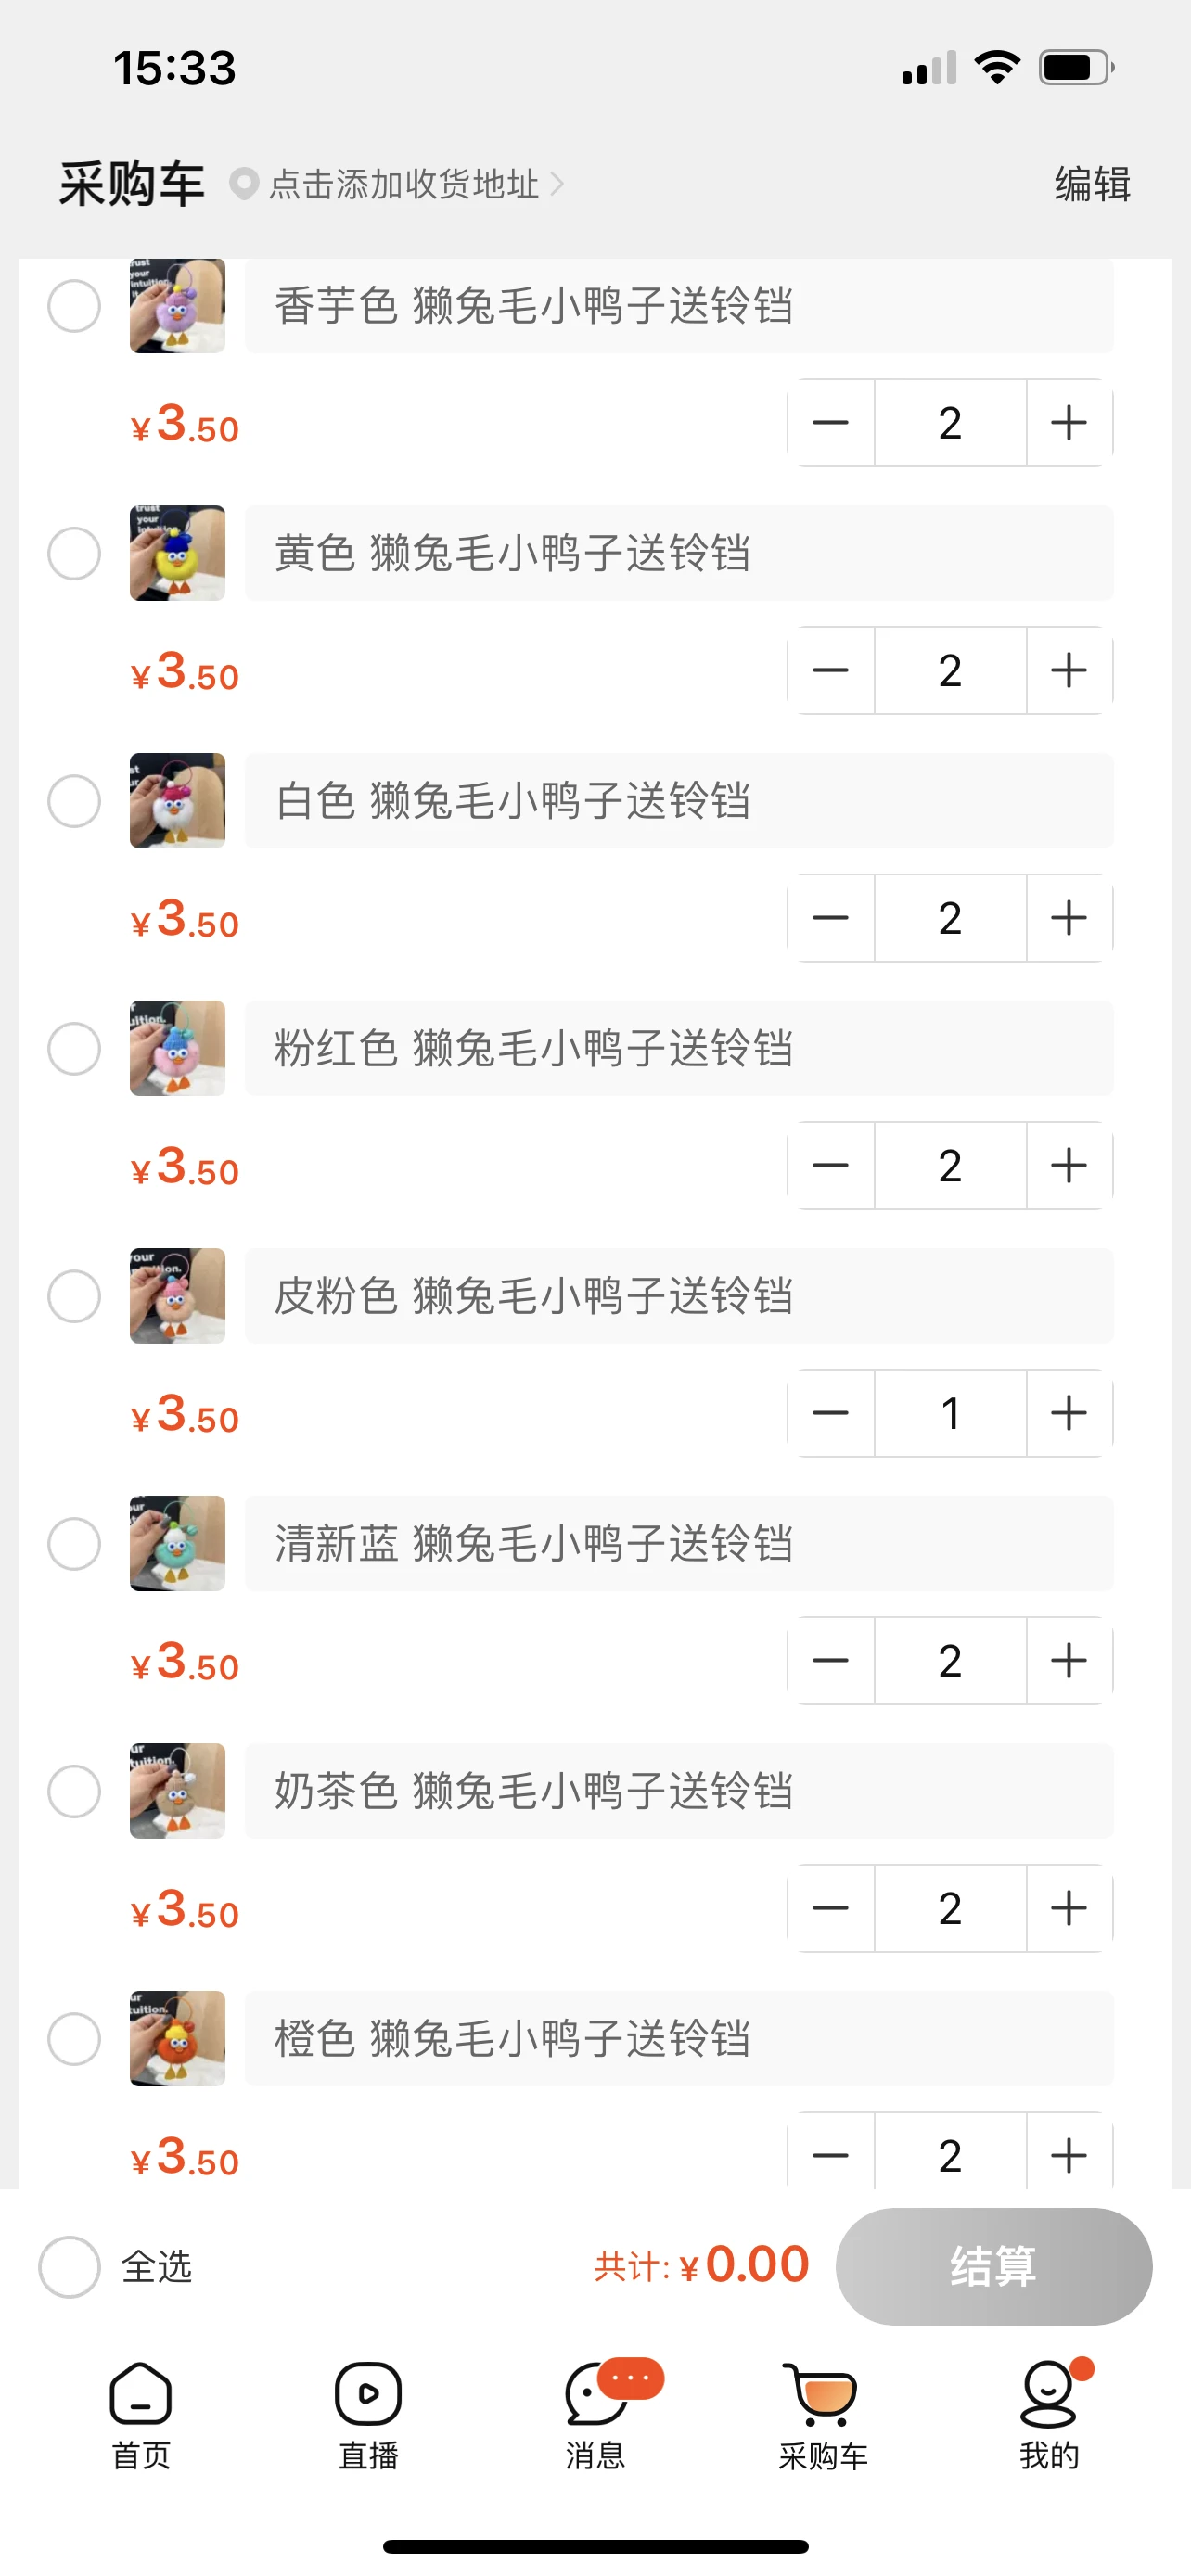 15:33
采购车 点击添加收货地址 编辑
rust
your
intuition
香芋色 獭兔毛小鸭子送铃铛
¥3.50 2
trust
your
黄色 獭兔毛小鸭子送铃铛
¥3.50 2
白色 獭兔毛小鸭子送铃铛
¥3.50 2
粉红色 獭兔毛小鸭子送铃铛
¥3.50 2
your
皮粉色 獭兔毛小鸭子送铃铛
¥3.50 1
清新蓝 獭兔毛小鸭子送铃铛
¥3.50 2
奶茶色 獭兔毛小鸭子送铃铛
¥3.50 2
橙色 獭兔毛小鸭子送铃铛
¥3.50 2
全选 共计: ¥0.00 结算
首页 直播 消息 采购车 我的